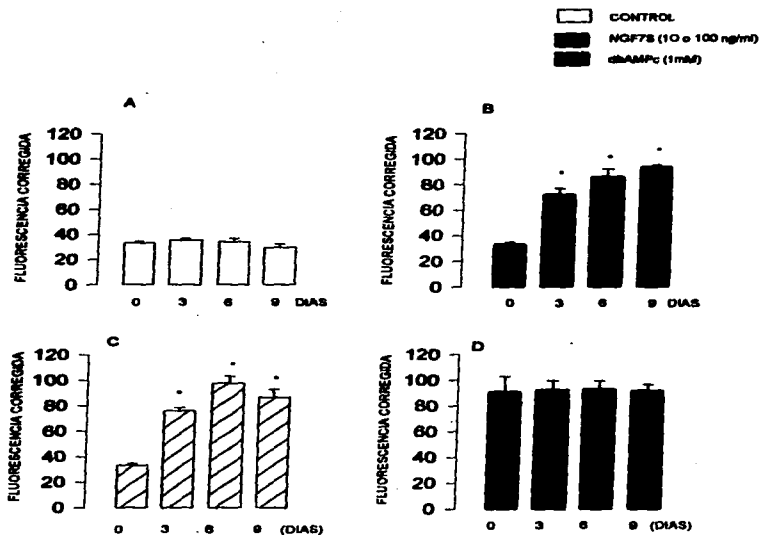 CONTROL
NGF7S (10 o 100 ng/ml)
dbAMPc (1mM)
A
FLUORESCENCIA CORREGIDA
120
100
80
60
40
20
0
0 3 6 9 DIAS
B
FLUORESCENCIA CORREGIDA
120
100
80
60
40
20
0
0 3 6 9 DIAS
C
FLUORESCENCIA CORREGIDA
120
100
80
60
40
20
0
0 3 6 9 (DIAS)
D
FLUORESCENCIA CORREGIDA
120
100
80
60
40
20
0
0 3 6 9 (DIAS)